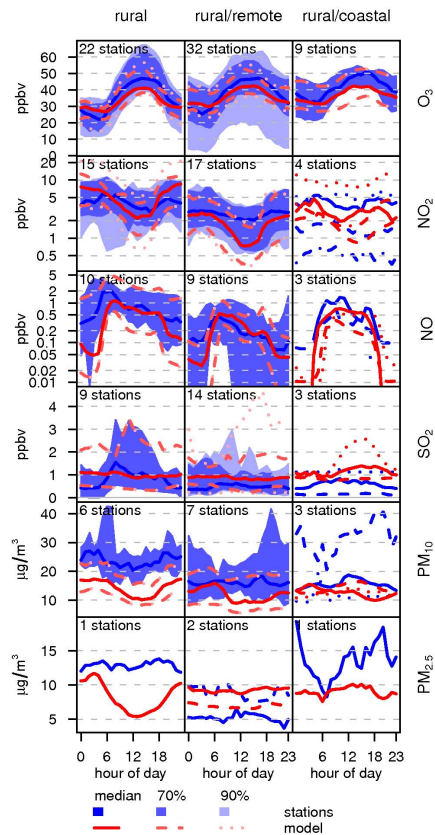 rural rural/remote rural/coastal
22 stations 32 stations 9 stations
60
50
40
30
20
10
0
ppbv
O3
15 stations 17 stations 4 stations
20
10
5
2
1
0.5
ppbv
NO2
10 stations 9 stations 3 stations
5
2
1
0.5
0.2
0.1
0.05
0.02
0.01
ppbv
NO
9 stations 14 stations 3 stations
4
3
2
1
0
ppbv
SO2
6 stations 7 stations 3 stations
40
30
20
10
µg/m³
PM10
1 stations 2 stations 1 stations
15
10
5
µg/m³
PM2.5
0 6 12 18 0 6 12 18 23 0 6 12 18 23
hour of day hour of day hour of day
median 70% 90%
stations
model